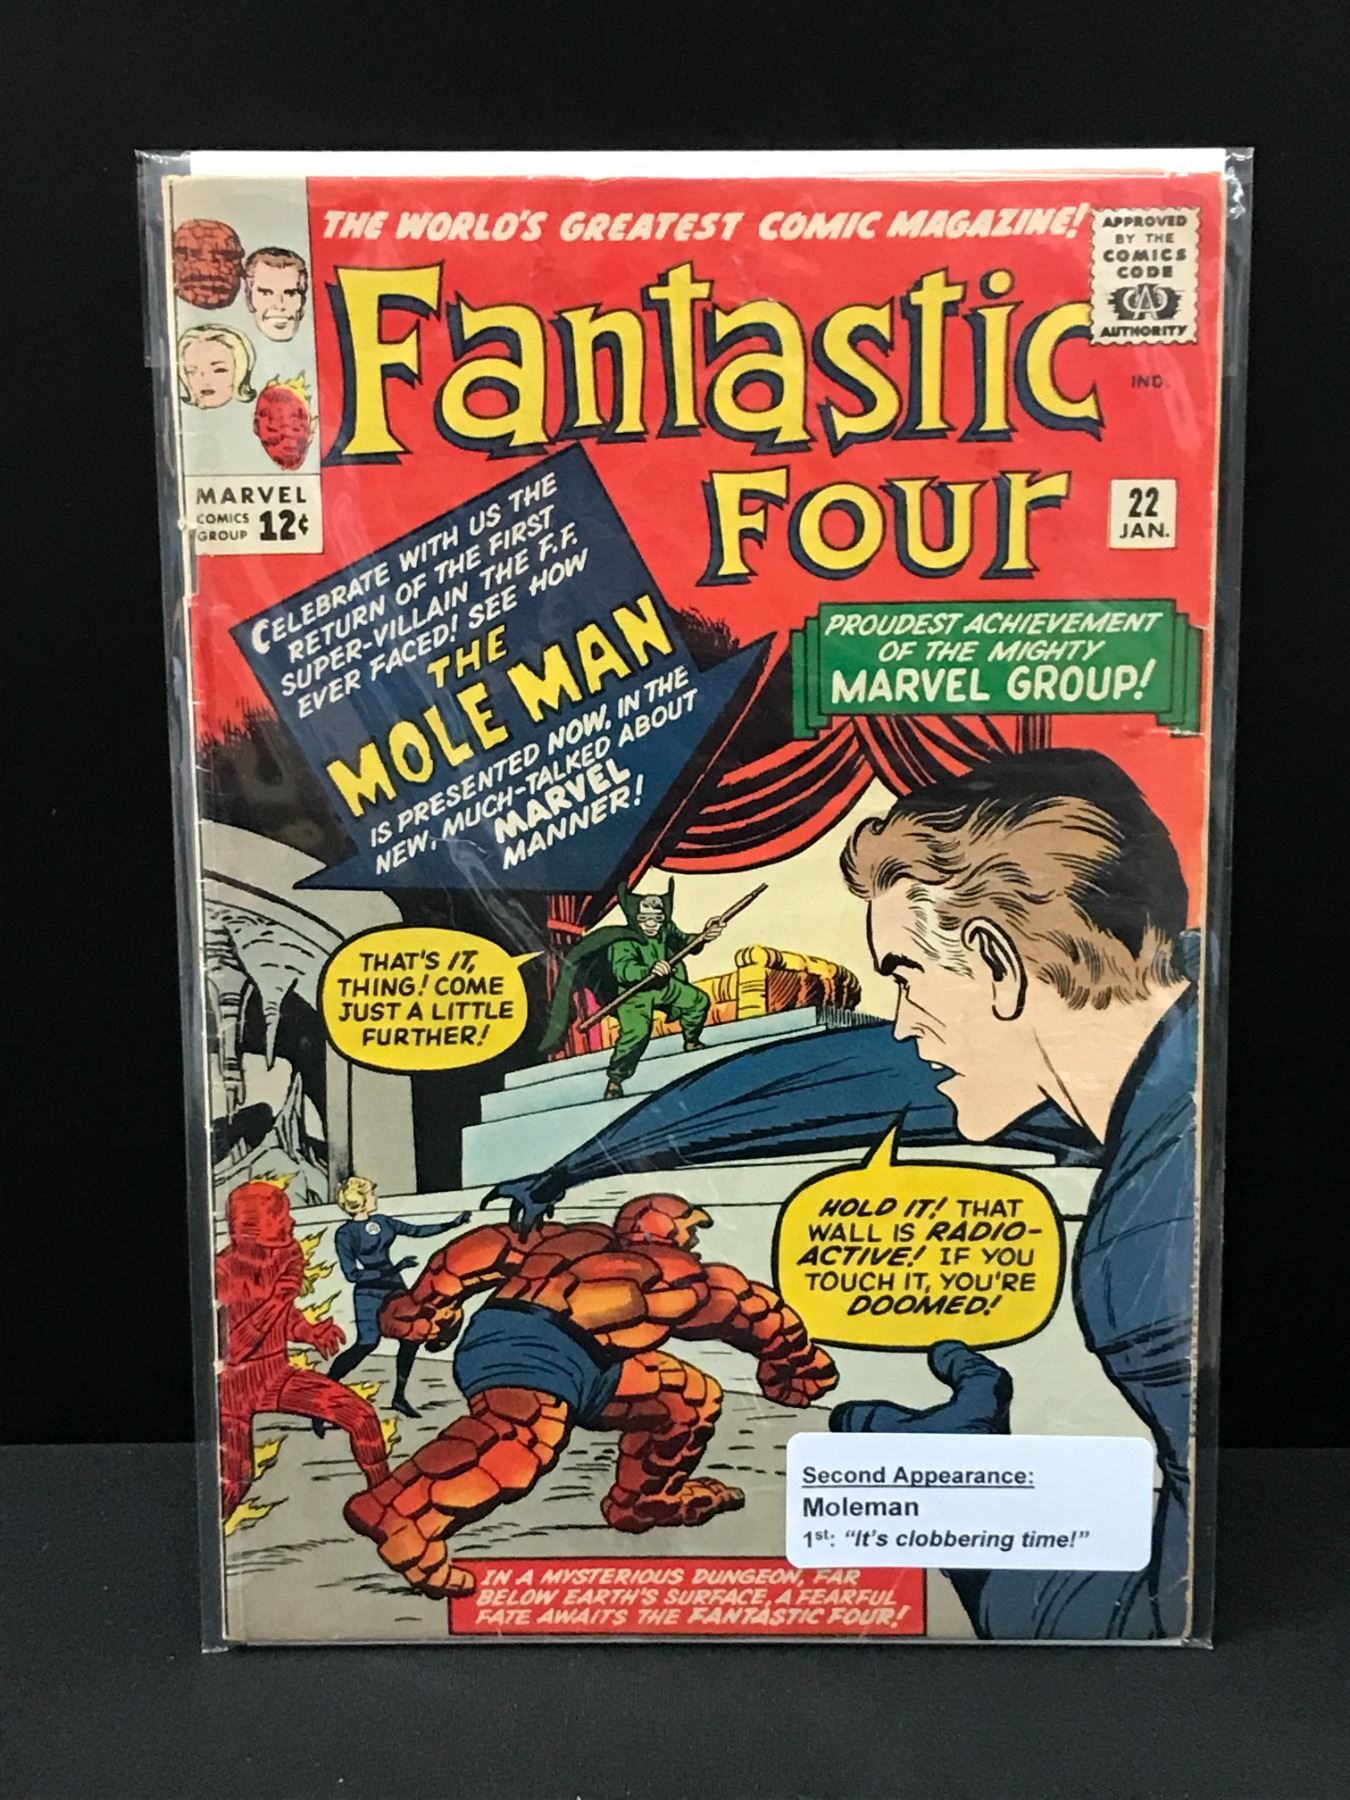 THE WORLD'S GREATEST COMIC MAGAZINE!
APPROVED
BY THE
COMICS
CODE
CA
AUTHORITY
FANTASTIC
FOUR
IND.
MARVEL
COMICS
GROUP 12¢
22
JAN.
CELEBRATE WITH US THE
RETURN OF THE FIRST
SUPER-VILLAIN THE F.F.
EVER FACED! SEE HOW
THE
MOLE MAN
IS PRESENTED NOW, IN THE
NEW, MUCH-TALKED ABOUT
MARVEL
MANNER!
PROUDEST ACHIEVEMENT
OF THE MIGHTY
MARVEL GROUP!
THAT'S IT,
THING! COME
JUST A LITTLE
FURTHER!
HOLD IT! THAT
WALL IS RADIO-
ACTIVE! IF YOU
TOUCH IT, YOU'RE
DOOMED!
Second Appearance:
Moleman
1st: "It's clobbering time!"
IN A MYSTERIOUS DUNGEON, FAR
BELOW EARTH'S SURFACE, A FEARFUL
FATE AWAITS THE FANTASTIC FOUR!